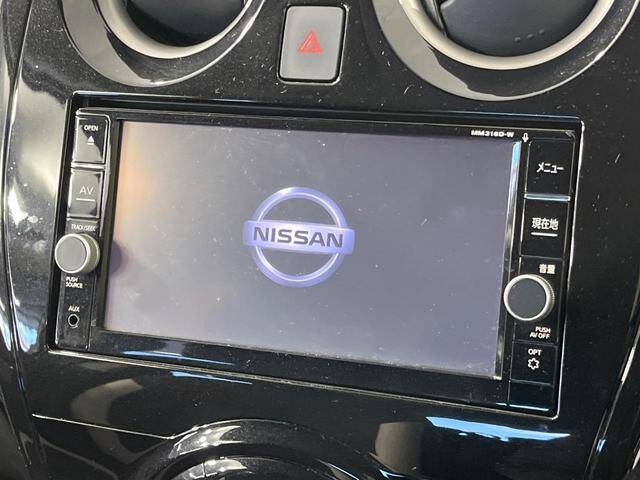 MM316D-W
OPEN
AV
TRACK/SEEK
PUSH
SOURCE
AUX
NISSAN
メニュー
現在地
音量
PUSH
AV OFF
OPT